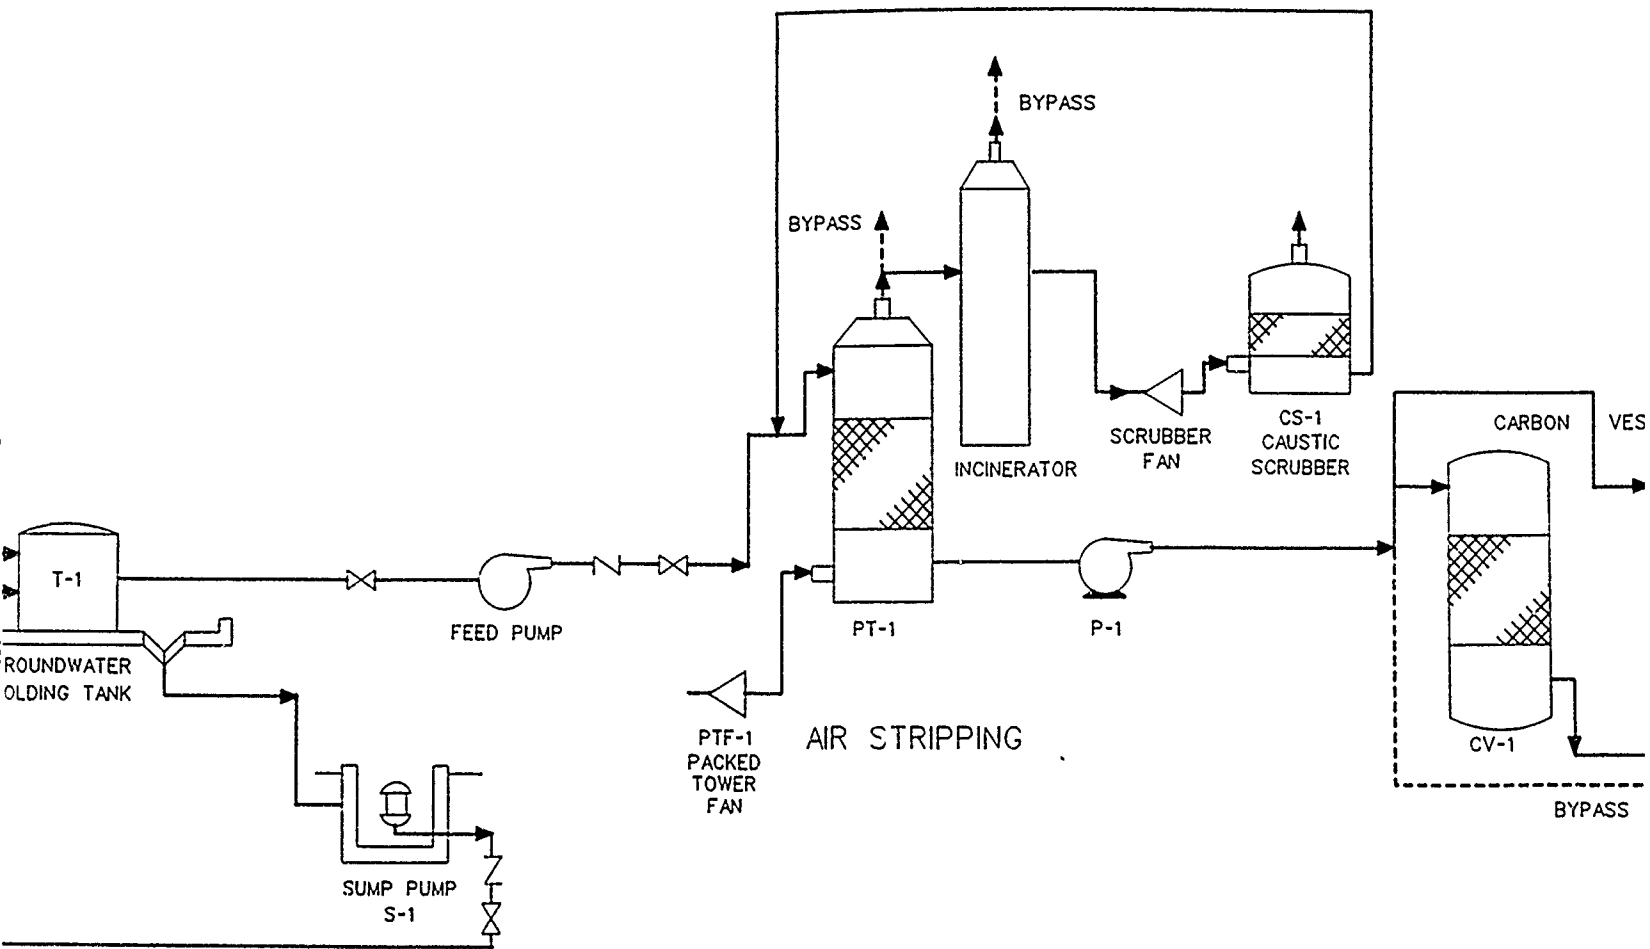 BYPASS
BYPASS
CARBON VES
CS-1
CAUSTIC
SCRUBBER
SCRUBBER
FAN
INCINERATOR
T-1
FEED PUMP
PT-1
P-1
ROUNDWATER
OLDING TANK
PTF-1
PACKED
TOWER
FAN
AIR STRIPPING
CV-1
BYPASS
SUMP PUMP
S-1